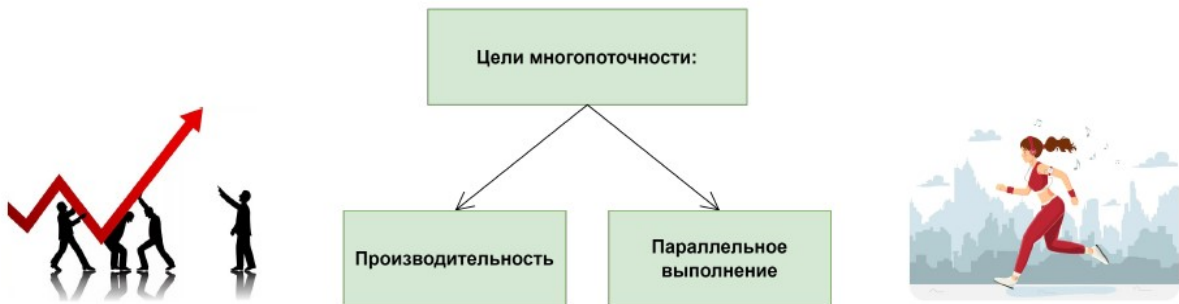 Цели многопоточности:
Производительность
Параллельное
выполнение